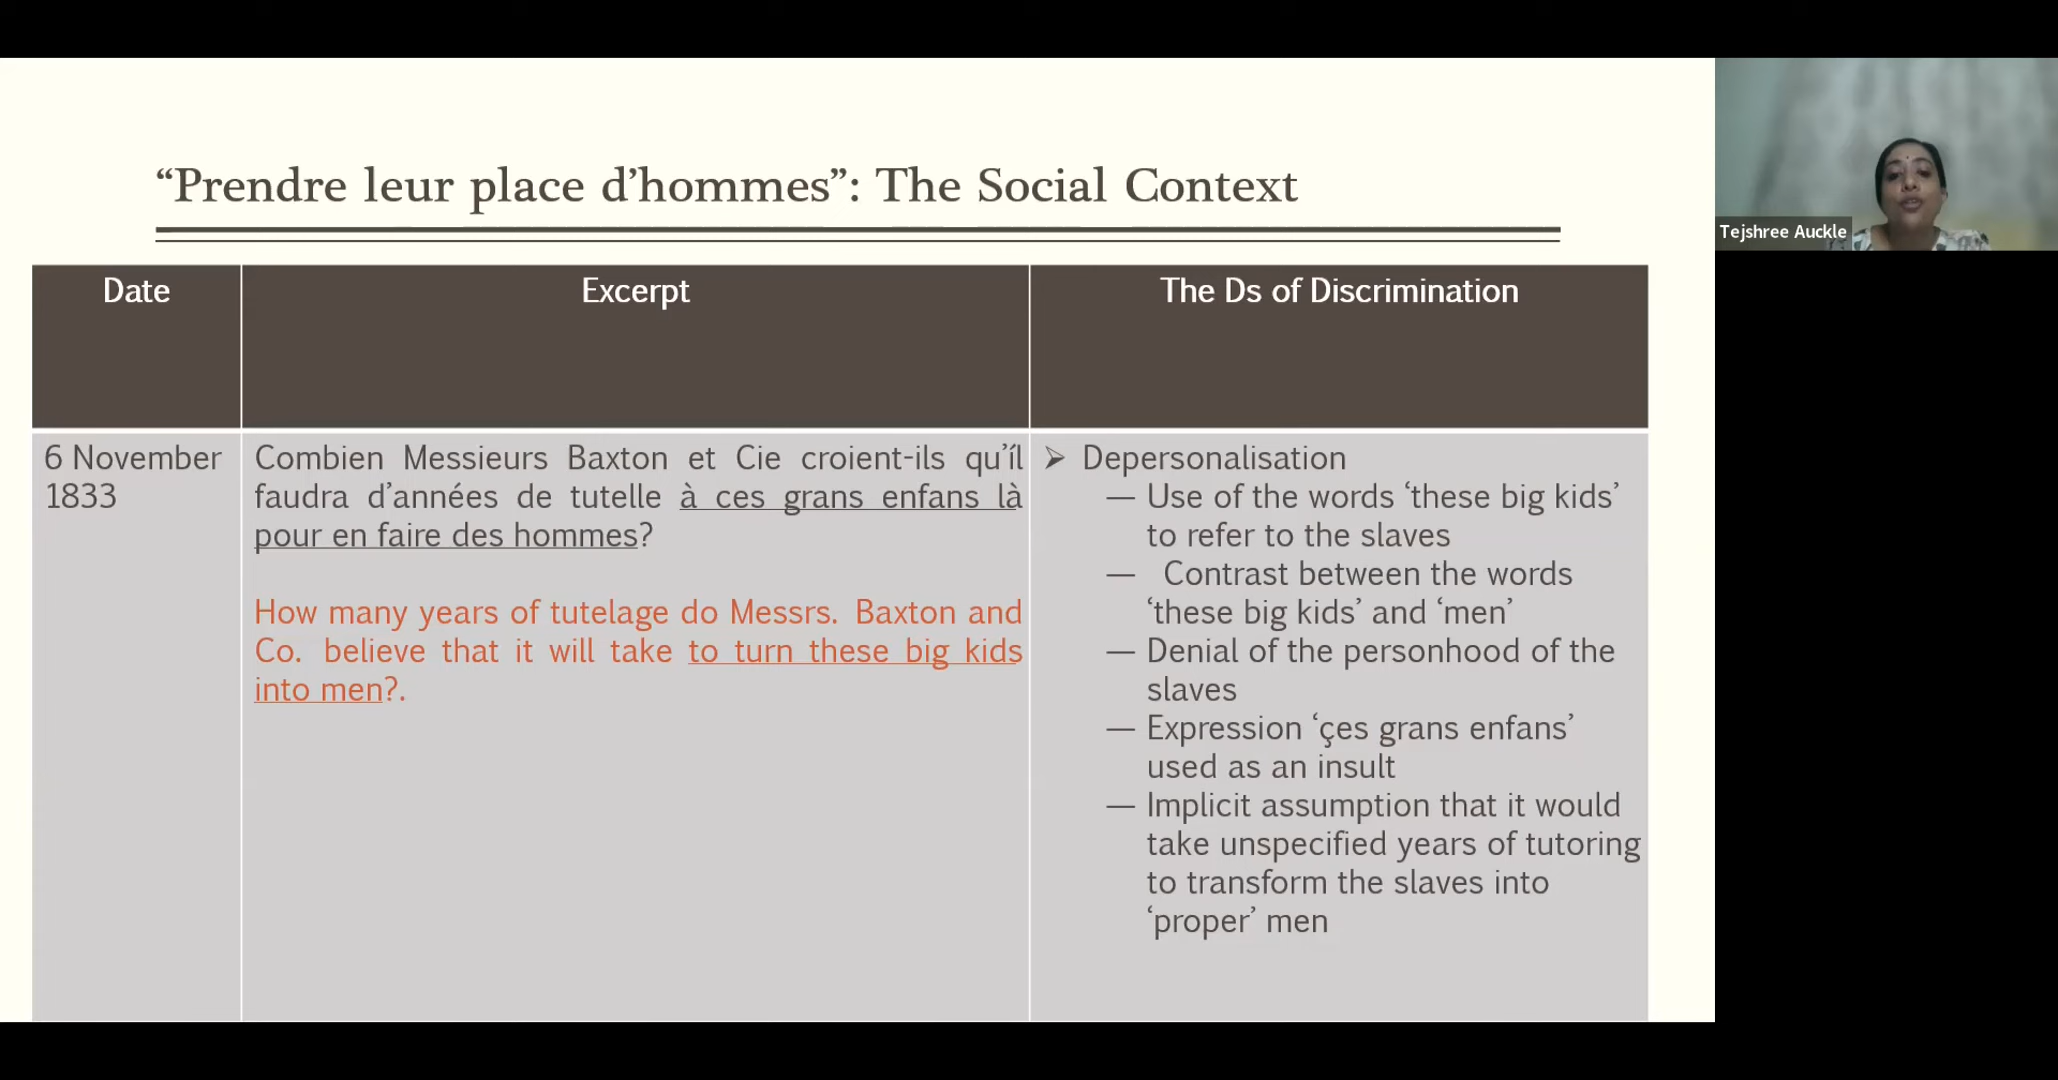 “Prendre leur place d’hommes”: The Social Context
Tejshree Auckle
Date
Excerpt
The Ds of Discrimination
6 November
1833
Combien Messieurs Baxton et Cie croient-ils qu’íl
faudra d’années de tutelle à ces grans enfans là
pour en faire des hommes?
How many years of tutelage do Messrs. Baxton and
Co. believe that it will take to turn these big kids
into men?.
➢ Depersonalisation
— Use of the words ‘these big kids’
to refer to the slaves
— Contrast between the words
‘these big kids’ and ‘men’
— Denial of the personhood of the
slaves
— Expression ‘çes grans enfans’
used as an insult
— Implicit assumption that it would
take unspecified years of tutoring
to transform the slaves into
‘proper’ men